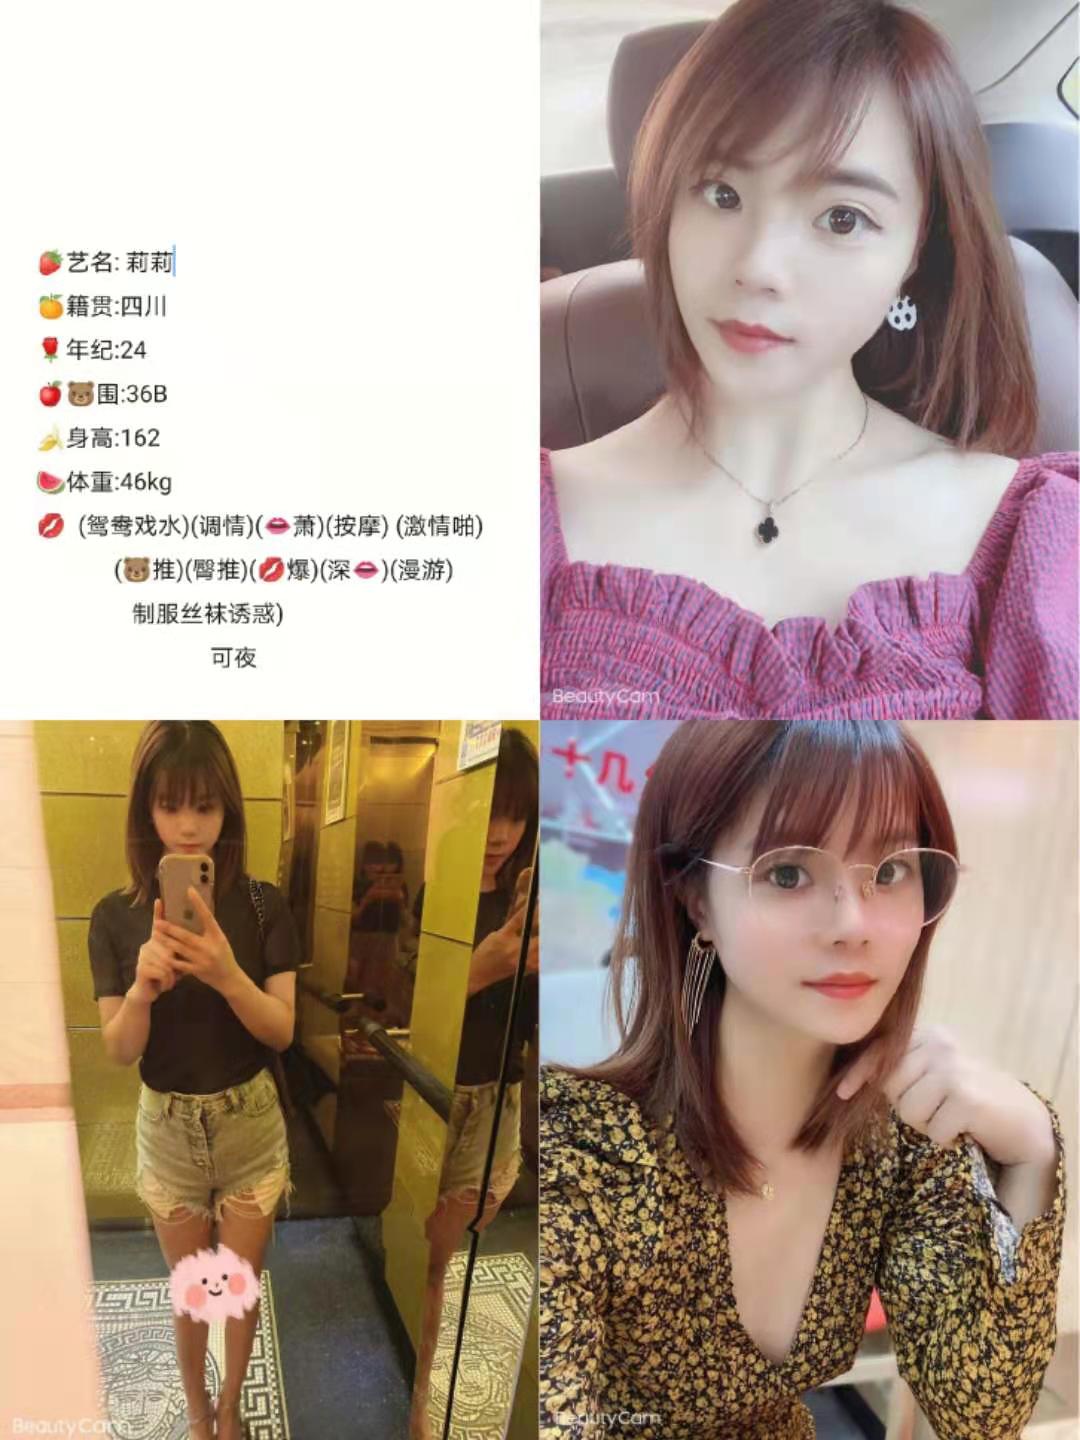 🍓艺名: 莉莉
🍊籍贯:四川
🌹年纪:24
🍎🐻围:36B
🍌身高:162
🍉体重:46kg
💋 (鸳鸯戏水)(调情)(👄萧)(按摩) (激情啪)
(🐻推)(臀推)(💋爆)(深👄)(漫游)
制服丝袜诱惑)
可夜
BeautyCam
十几
BeautyCam
BeautyCam